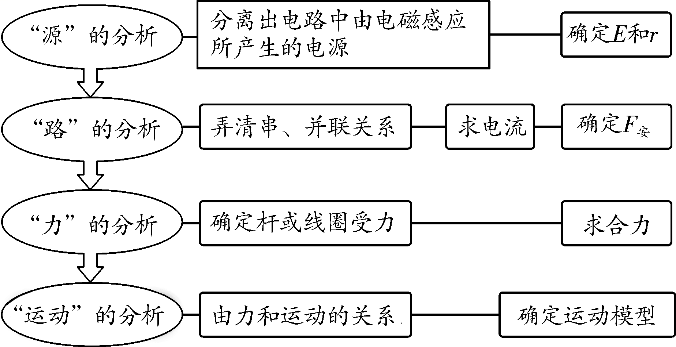 “源”的分析
分离出电路中由电磁感应
所产生的电源
确定E和r
“路”的分析
弄清串、并联关系
求电流
确定F安
“力”的分析
确定杆或线圈受力
求合力
“运动”的分析
由力和运动的关系
确定运动模型